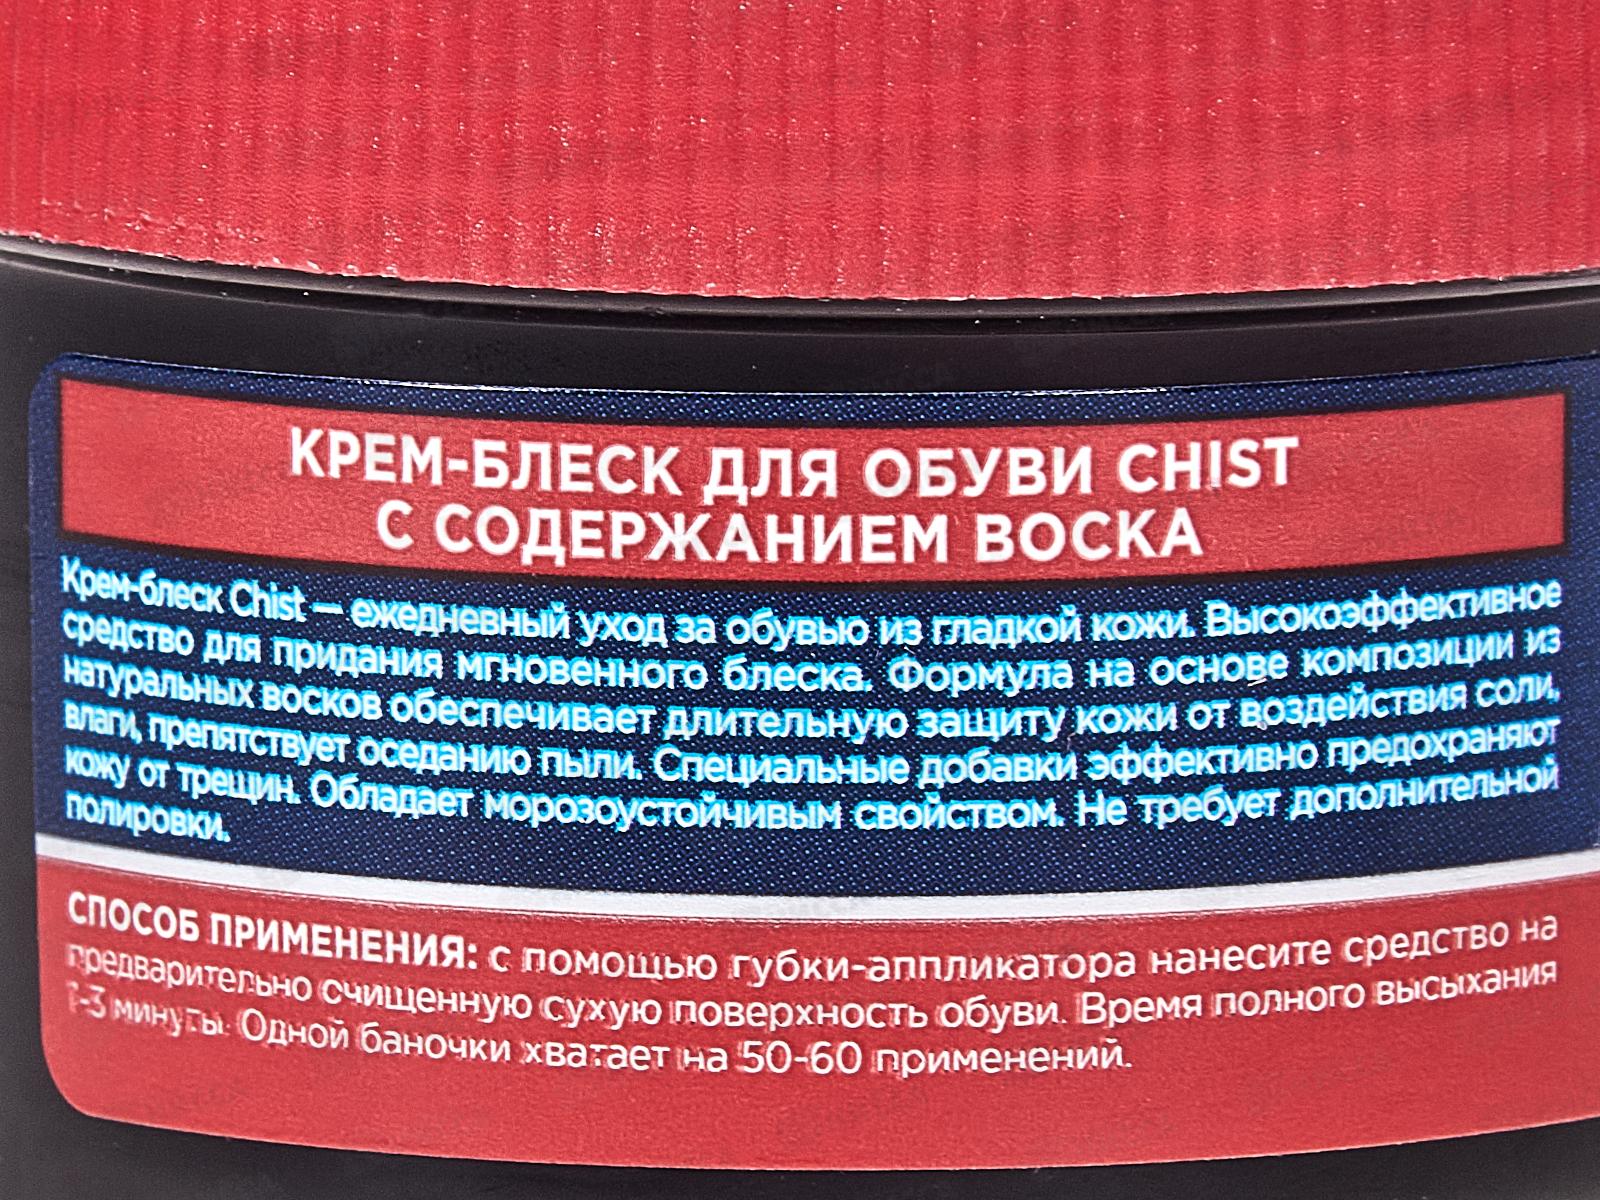 КРЕМ-БЛЕСК ДЛЯ ОБУВИ CHIST
С СОДЕРЖАНИЕМ ВОСКА
Крем-блеск Chist — ежедневный уход за обувью из гладкой кожи. Высокоэффективное
средство для придания мгновенного блеска. Формула на основе композиции из
натуральных восков обеспечивает длительную защиту кожи от воздействия соли,
влаги, препятствует оседанию пыли. Специальные добавки эффективно предохраняют
кожу от трещин. Обладает морозоустойчивым свойством. Не требует дополнительной
полировки.
СПОСОБ ПРИМЕНЕНИЯ: с помощью губки-аппликатора нанесите средство на
предварительно очищенную сухую поверхность обуви. Время полного высыхания
1-3 минуты. Одной баночки хватает на 50-60 применений.